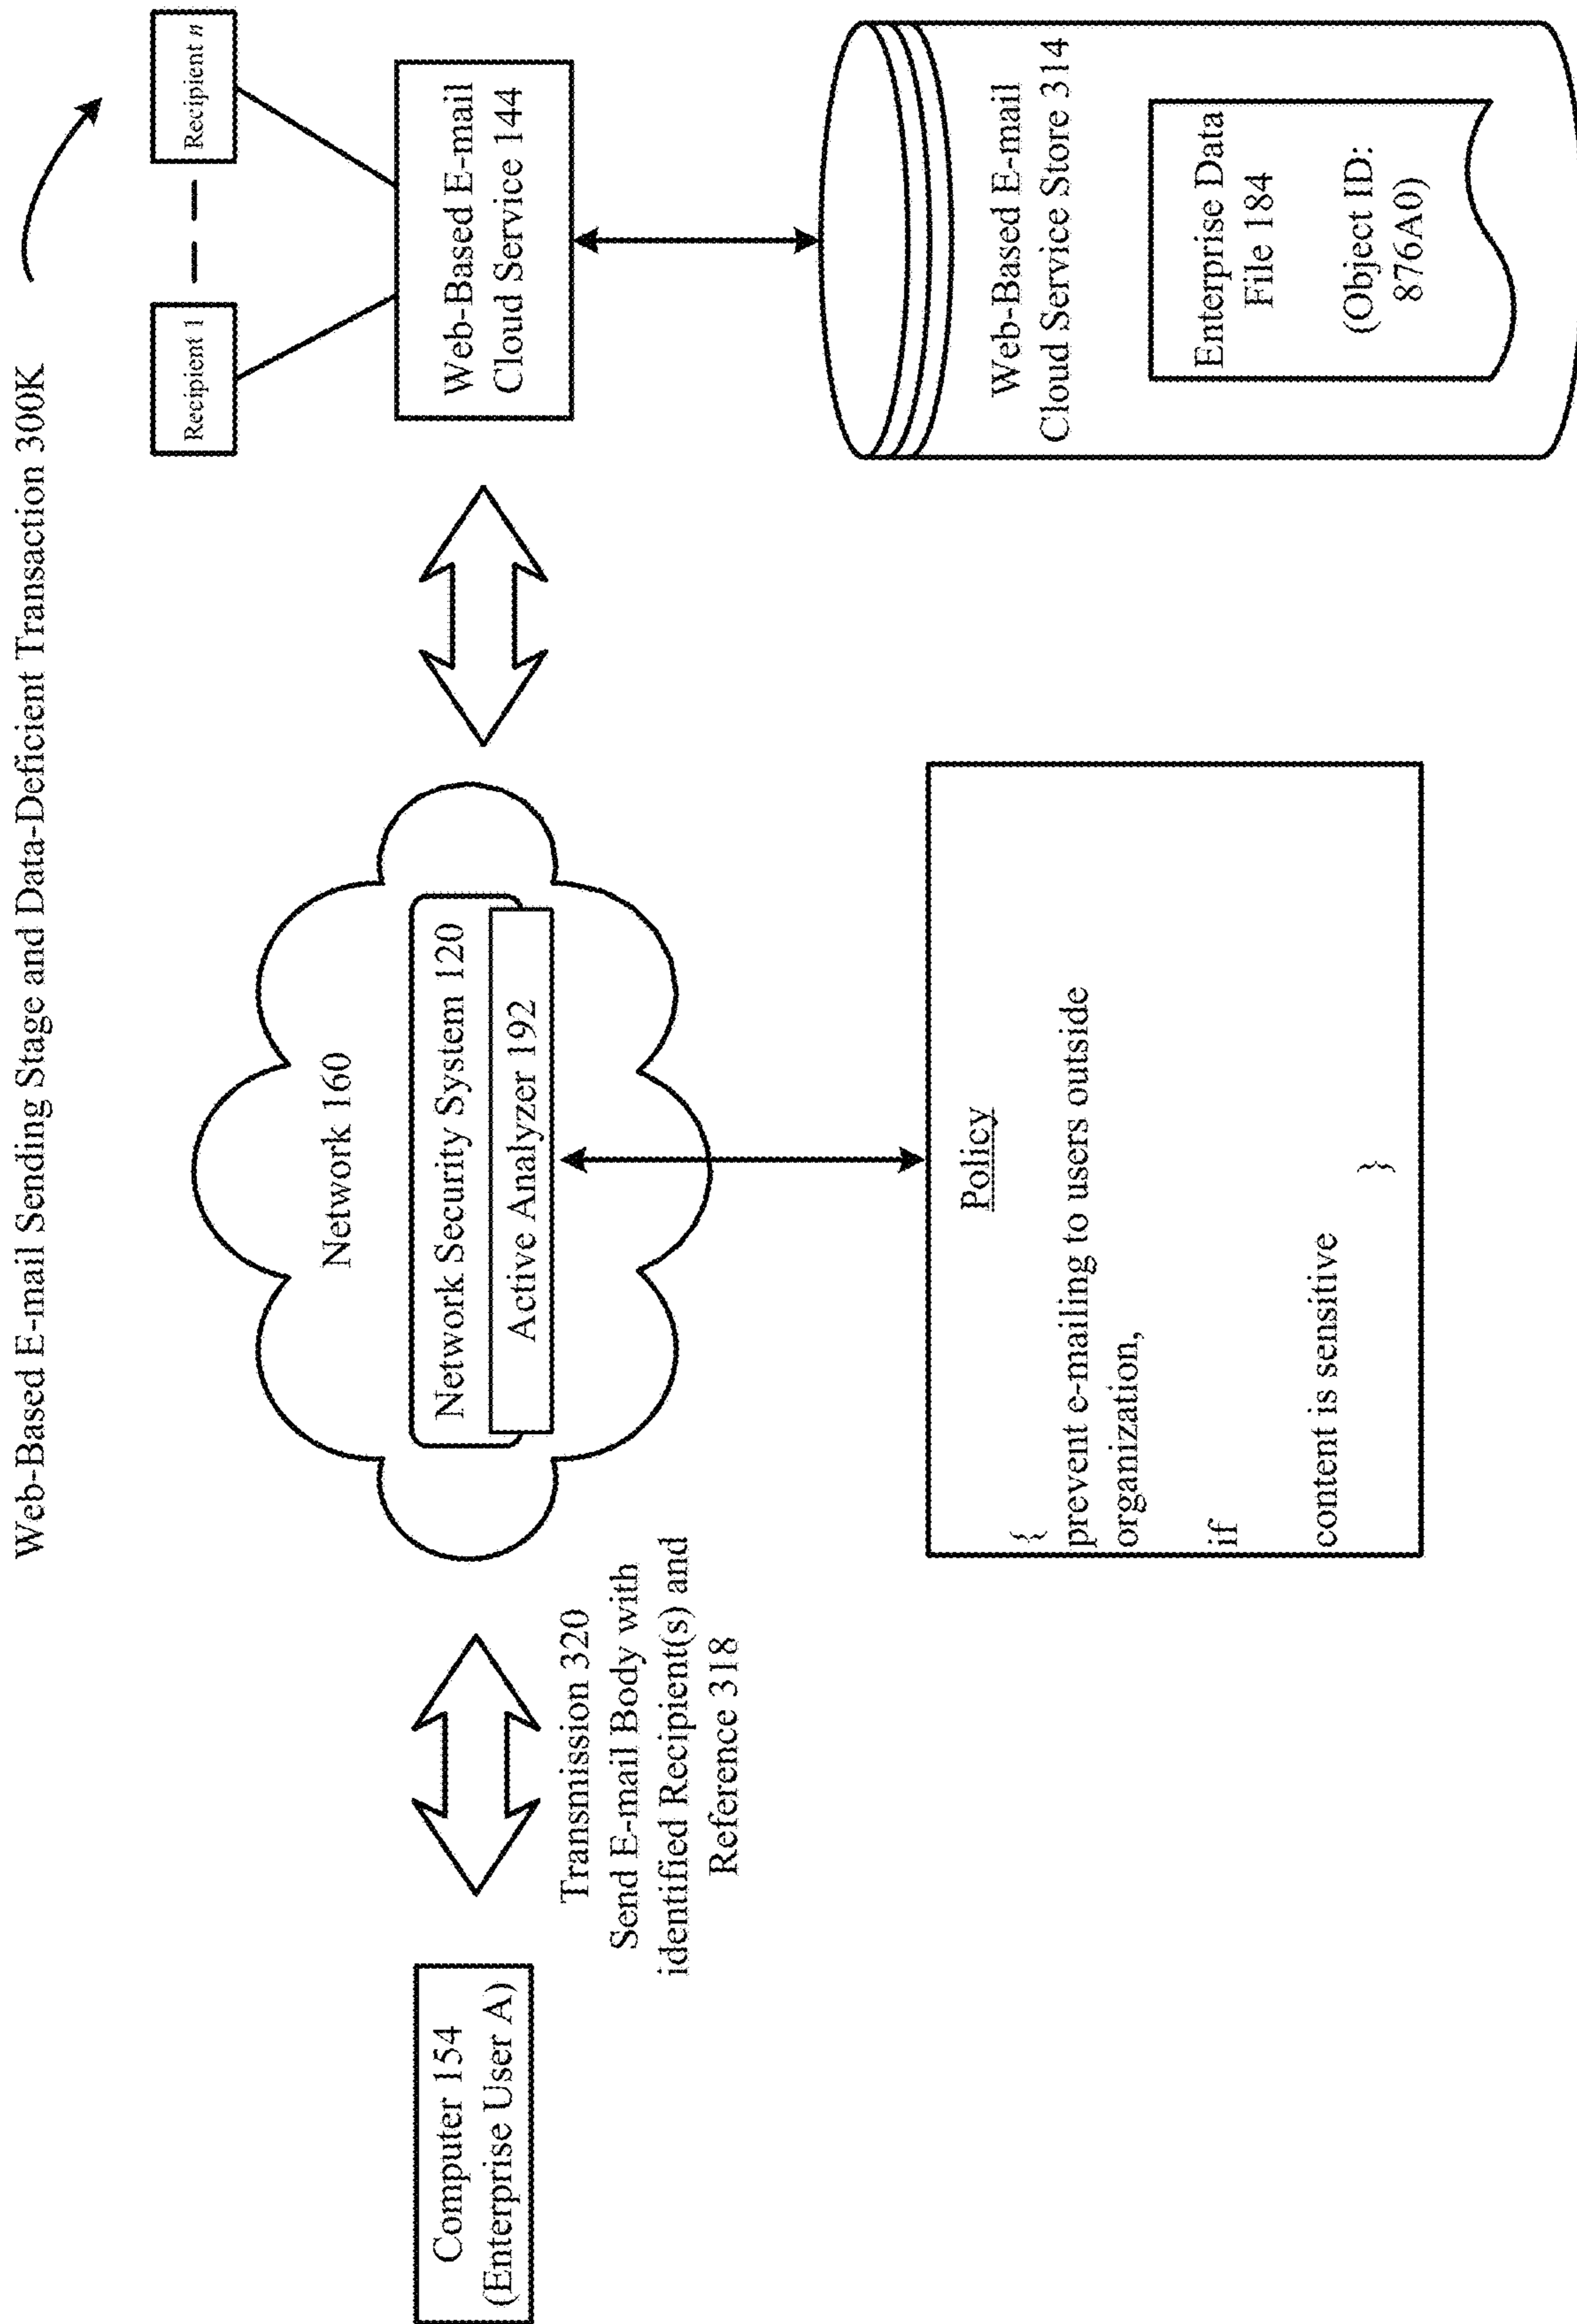 Web-Based E-mail Sending Stage and Data-Deficient Transaction 300K
Recipient 1
Recipient n
Web-Based E-mail
Cloud Service 144
Network 160
Network Security System 120
Active Analyzer 192
Computer 154
(Enterprise User A)
Transmission 320
Send E-mail Body with
identified Recipient(s) and
Reference 318
Policy
{
prevent e-mailing to users outside
organization,
if
content is sensitive
}
Web-Based E-mail
Cloud Service Store 314
Enterprise Data
File 184
(Object ID:
876A0)